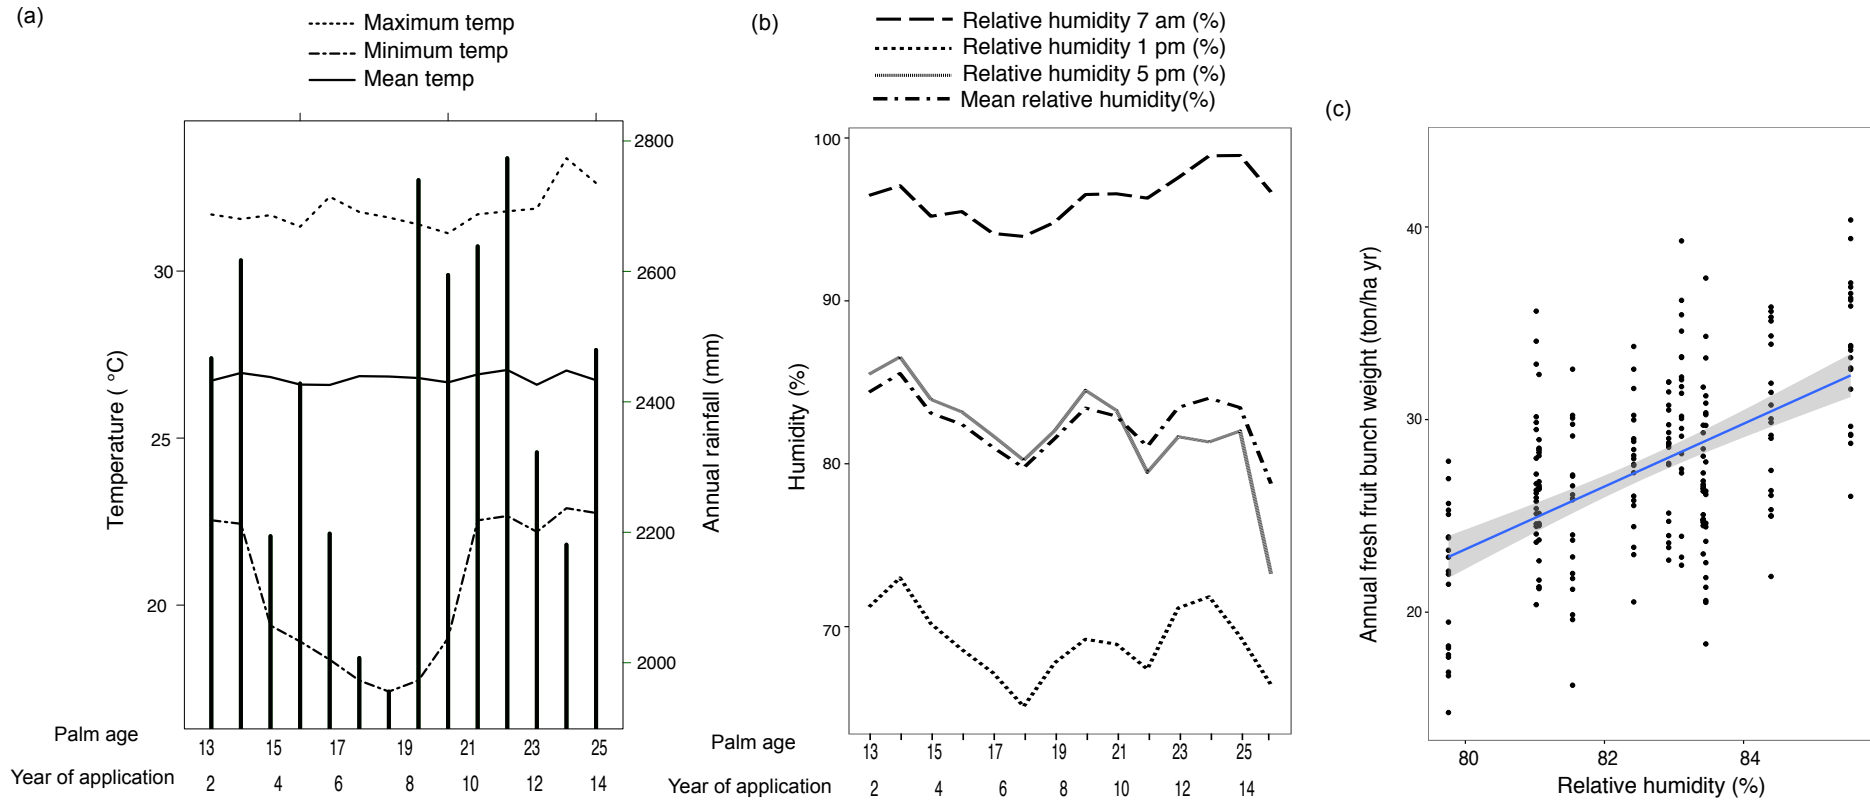 (a)
Maximum temp
Minimum temp
Mean temp
Temperature ( °C)
30
25
20
2800
2600
2400
2200
2000
Annual rainfall (mm)
Palm age
13 15 17 19 21 23 25
Year of application
2 4 6 8 10 12 14
(b)
Relative humidity 7 am (%)
Relative humidity 1 pm (%)
Relative humidity 5 pm (%)
Mean relative humidity(%)
Humidity (%)
100
90
80
70
Palm age
13 15 17 19 21 23 25
Year of application
2 4 6 8 10 12 14
(c)
Annual fresh fruit bunch weight (ton/ha yr)
40
30
20
80 82 84
Relative humidity (%)